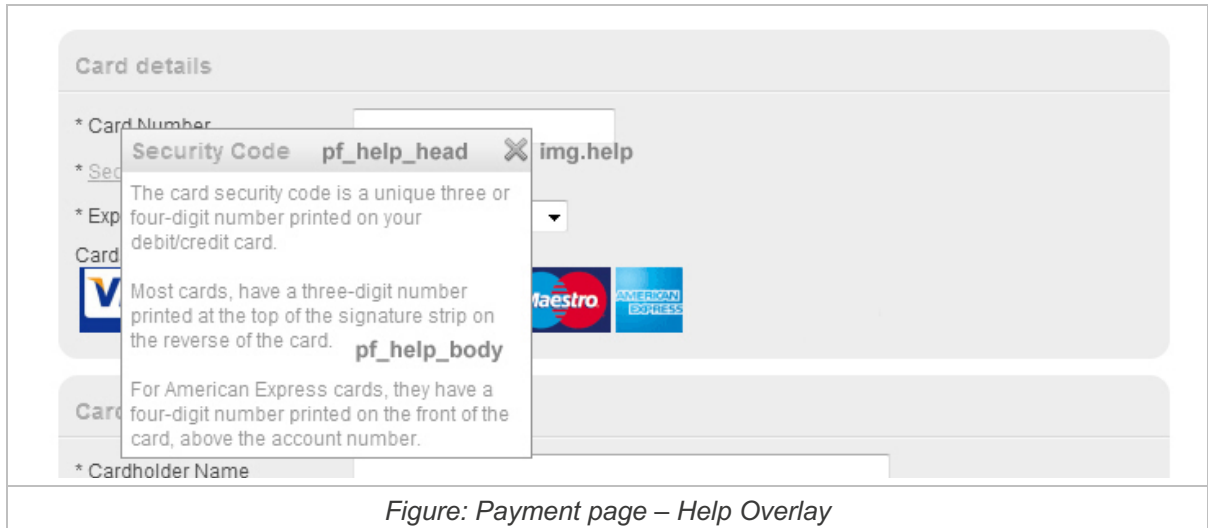 Card details
* Card Number
Security Code pf_help_head img.help
* Sec
The card security code is a unique three or
* Exp four-digit number printed on your
debit/credit card.
Card
Most cards, have a three-digit number
printed at the top of the signature strip on
the reverse of the card.
pf_help_body
V
Maestro
AMERICAN
EXPRESS
For American Express cards, they have a
Card four-digit number printed on the front of the
card, above the account number.
* Cardholder Name
Figure: Payment page – Help Overlay